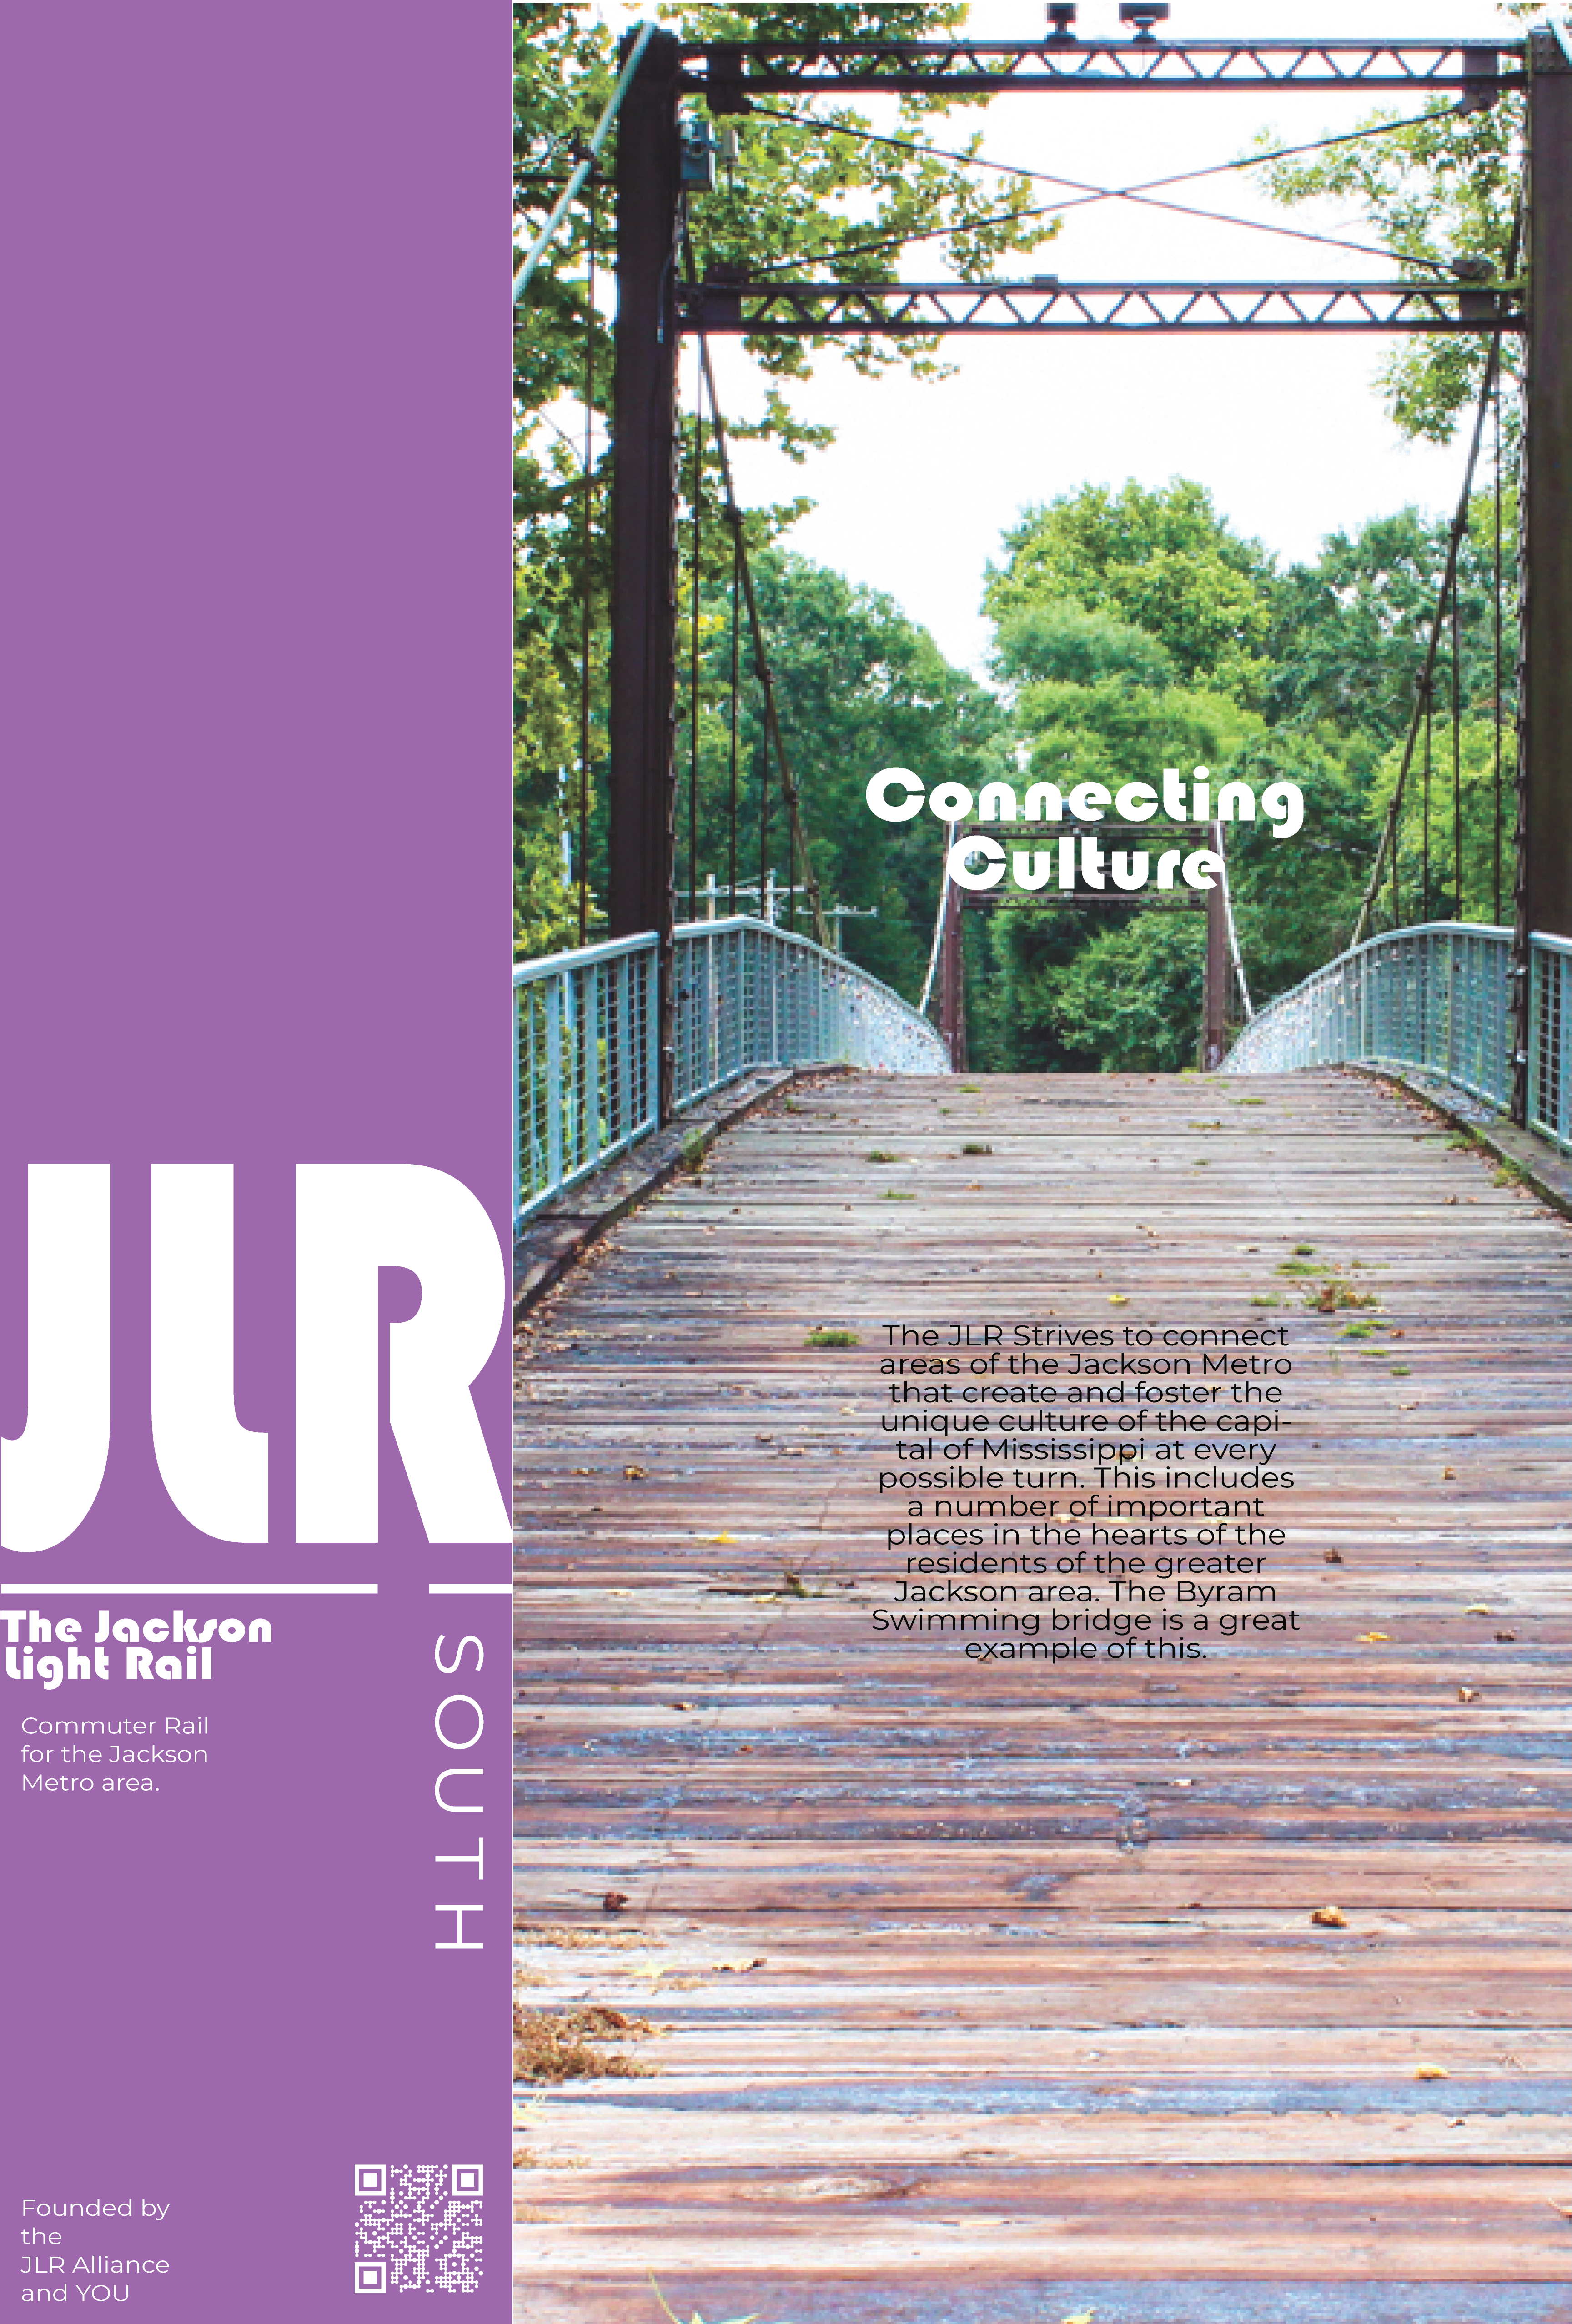 JLR
The Jackson
Light Rail
Commuter Rail
for the Jackson
Metro area.
SOUTH
Founded by
the
JLR Alliance
and YOU
Connecting
Culture
The JLR Strives to connect
areas of the Jackson Metro
that create and foster the
unique culture of the capi-
tal of Mississippi at every
possible turn. This includes
a number of important
places in the hearts of the
residents of the greater
Jackson area. The Byram
Swimming bridge is a great
example of this.